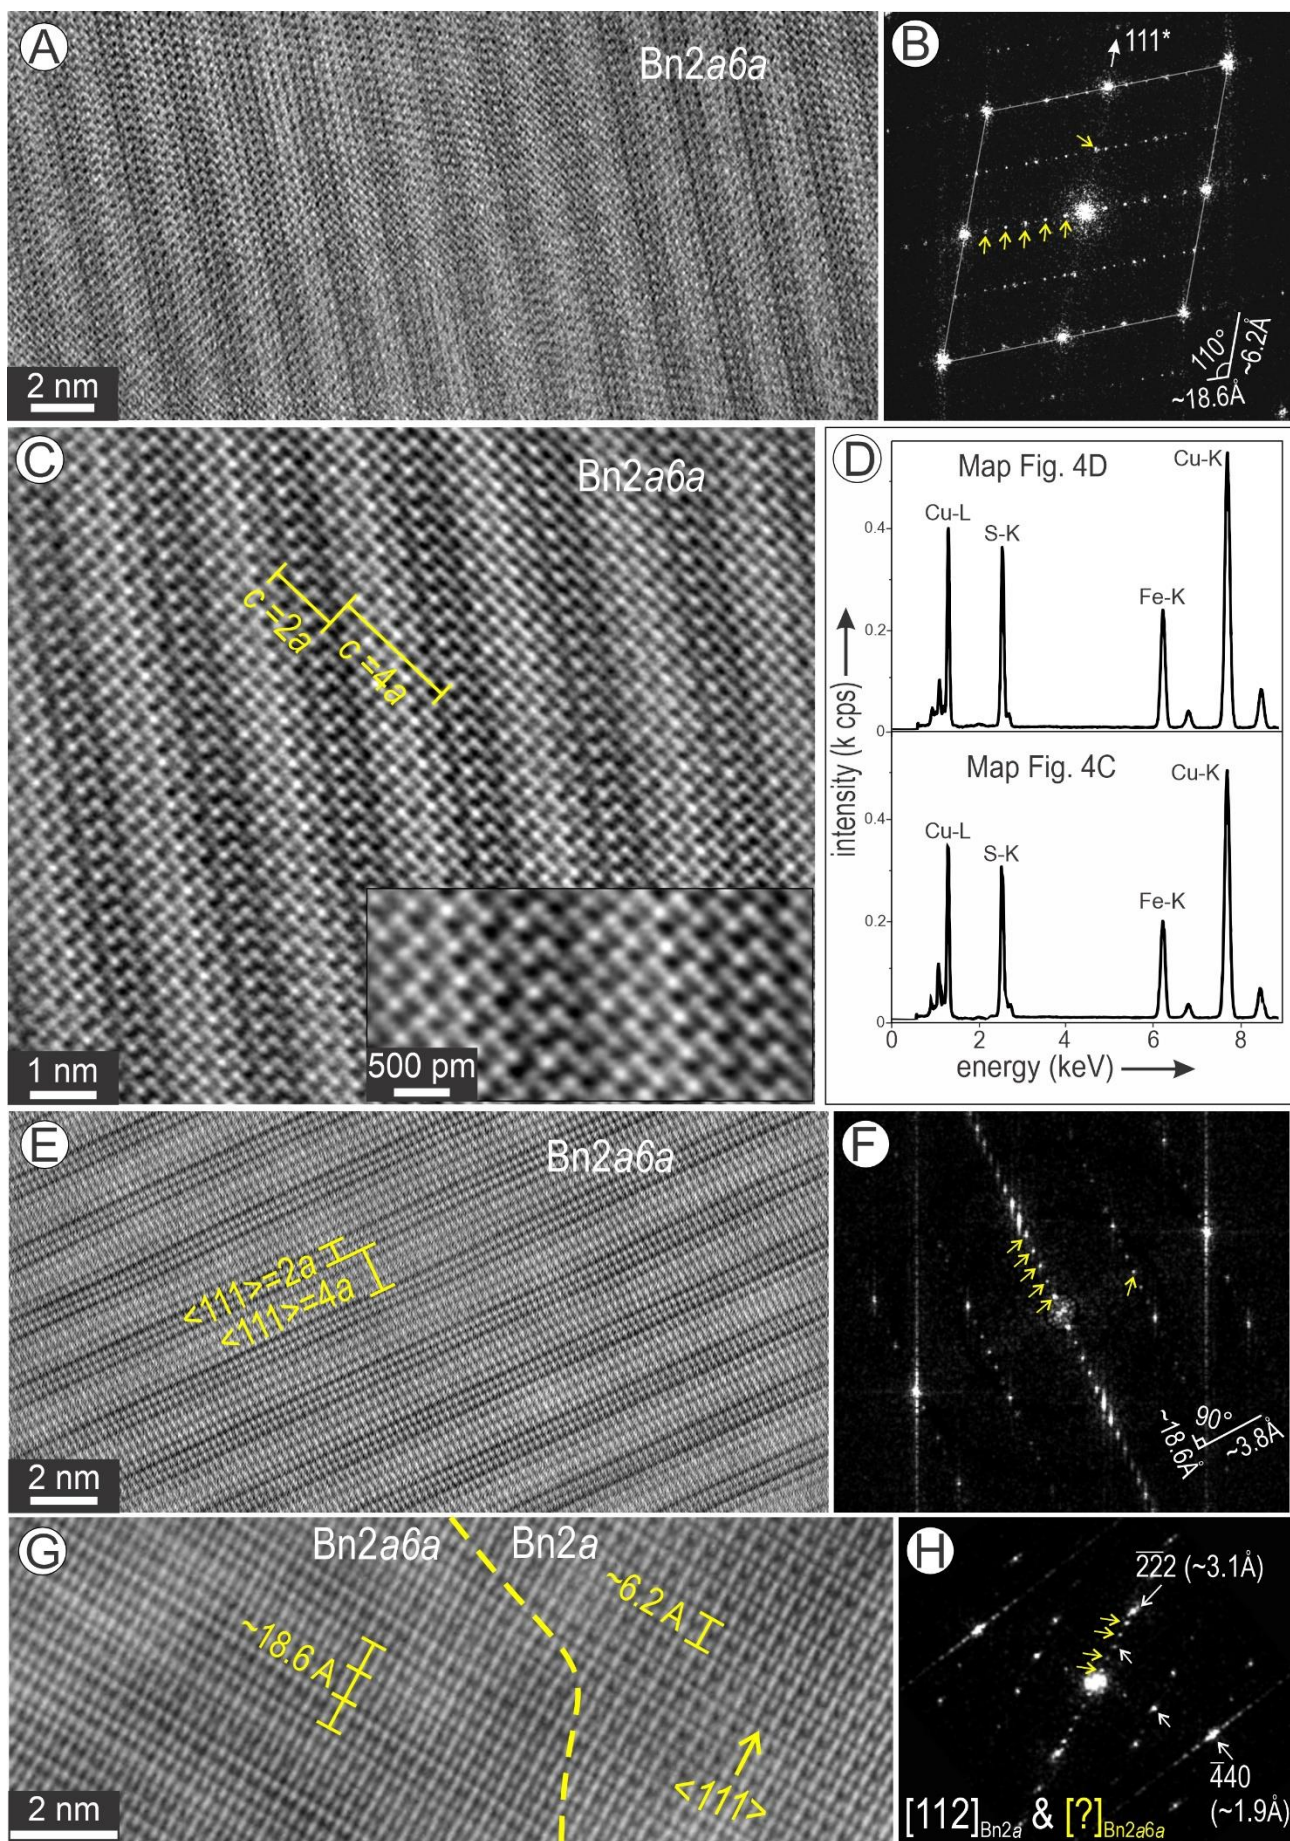 A
Bn2a6a
2 nm
B
111*
110°
~6.2Å
~18.6Å
C
Bn2a6a
c =2a
c =4a
1 nm
500 pm
D
Map Fig. 4D
Cu-K
Cu-L
S-K
Fe-K
0.4
0.2
0
Map Fig. 4C
Cu-K
Cu-L
S-K
Fe-K
0.4
0.2
0
intensity (k cps)
0 2 4 6 8
energy (keV)
E
Bn2a6a
<111>=2a
<111>=4a
2 nm
F
90°
~18.6Å
~3.8Å
G
Bn2a6a
Bn2a
~6.2 A
~18.6 A
<111>
2 nm
H
2̅2̅2 (~3.1Å)
4̅40
(~1.9Å)
[112]Bn2a & [?]Bn2a6a